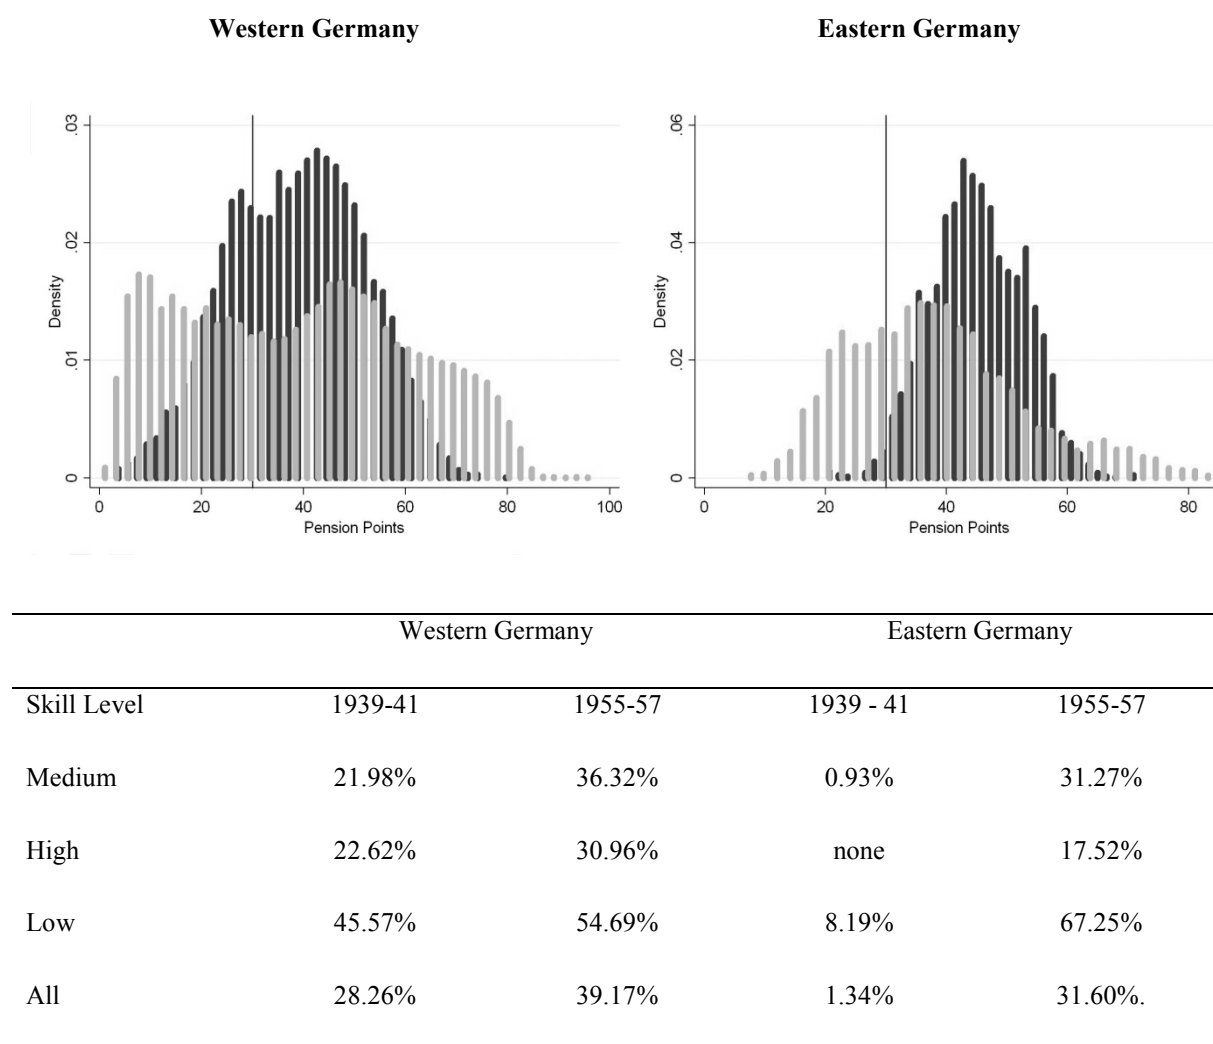 Western Germany
Eastern Germany
.03
.02
.01
0
Density
0 20 40 60 80 100
Pension Points
.06
.04
.02
0
Density
0 20 40 60 80
Pension Points
Western Germany Eastern Germany
Skill Level 1939-41 1955-57 1939 - 41 1955-57
Medium 21.98% 36.32% 0.93% 31.27%
High 22.62% 30.96% none 17.52%
Low 45.57% 54.69% 8.19% 67.25%
All 28.26% 39.17% 1.34% 31.60%.